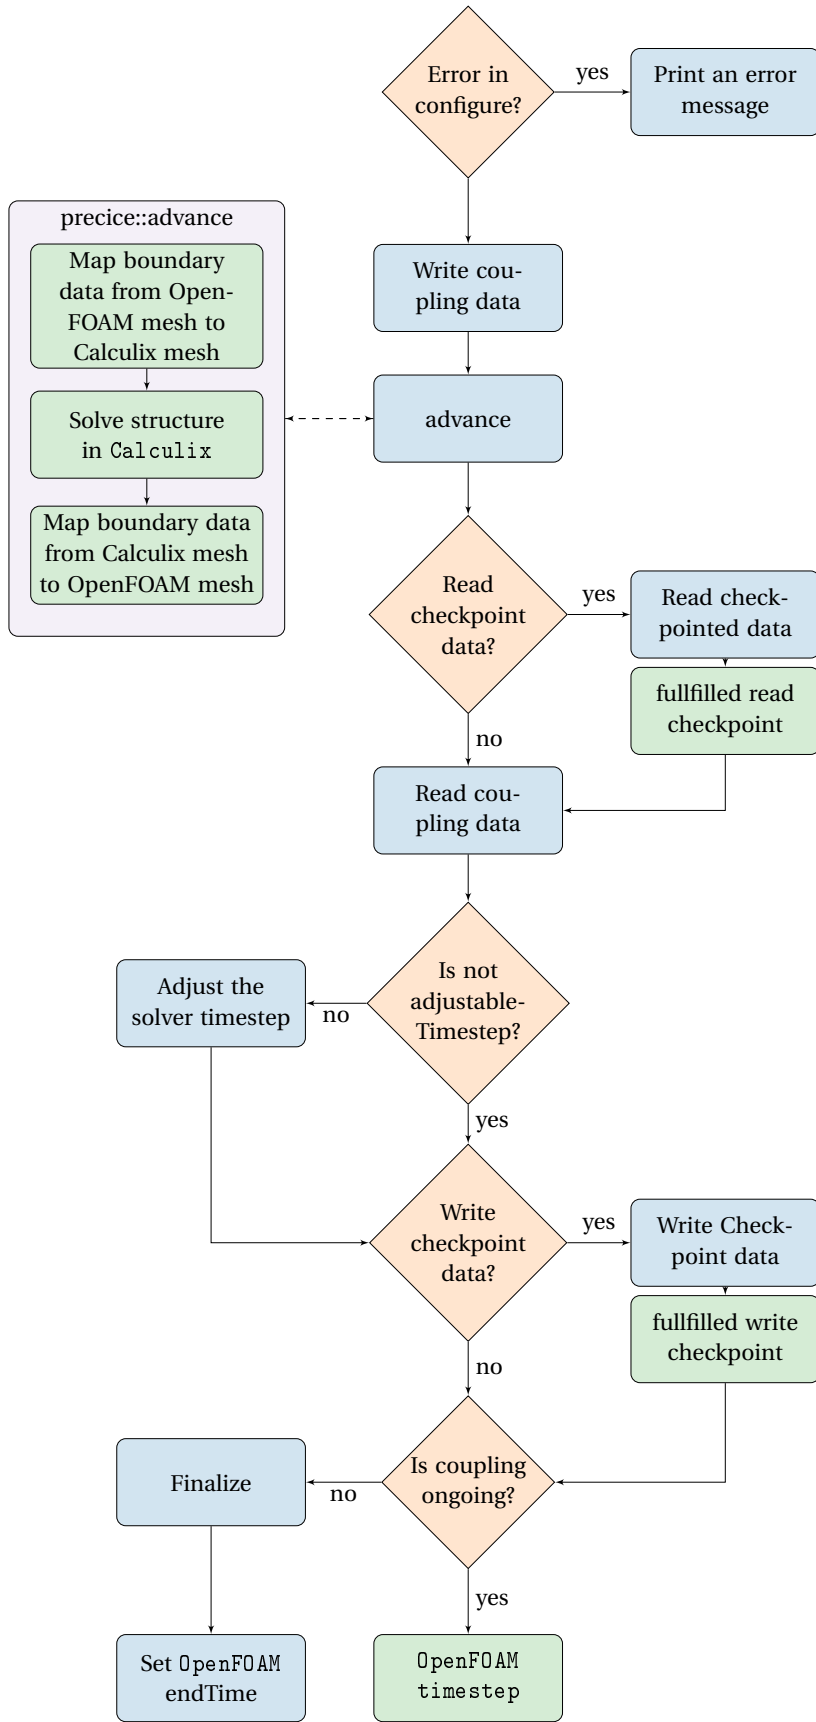 Error in
configure?
yes
Print an error
message
precice::advance
Map boundary
data from Open-
FOAM mesh to
Calculix mesh
Solve structure
in Calculix
Map boundary data
from Calculix mesh
to OpenFOAM mesh
Write cou-
pling data
advance
Read
checkpoint
data?
yes
Read check-
pointed data
fullfilled read
checkpoint
no
Read cou-
pling data
Is not
adjustable-
Timestep?
no
Adjust the
solver timestep
yes
Write
checkpoint
data?
yes
Write Check-
point data
fullfilled write
checkpoint
no
Is coupling
ongoing?
no
Finalize
yes
Set OpenFOAM
endTime
OpenFOAM
timestep